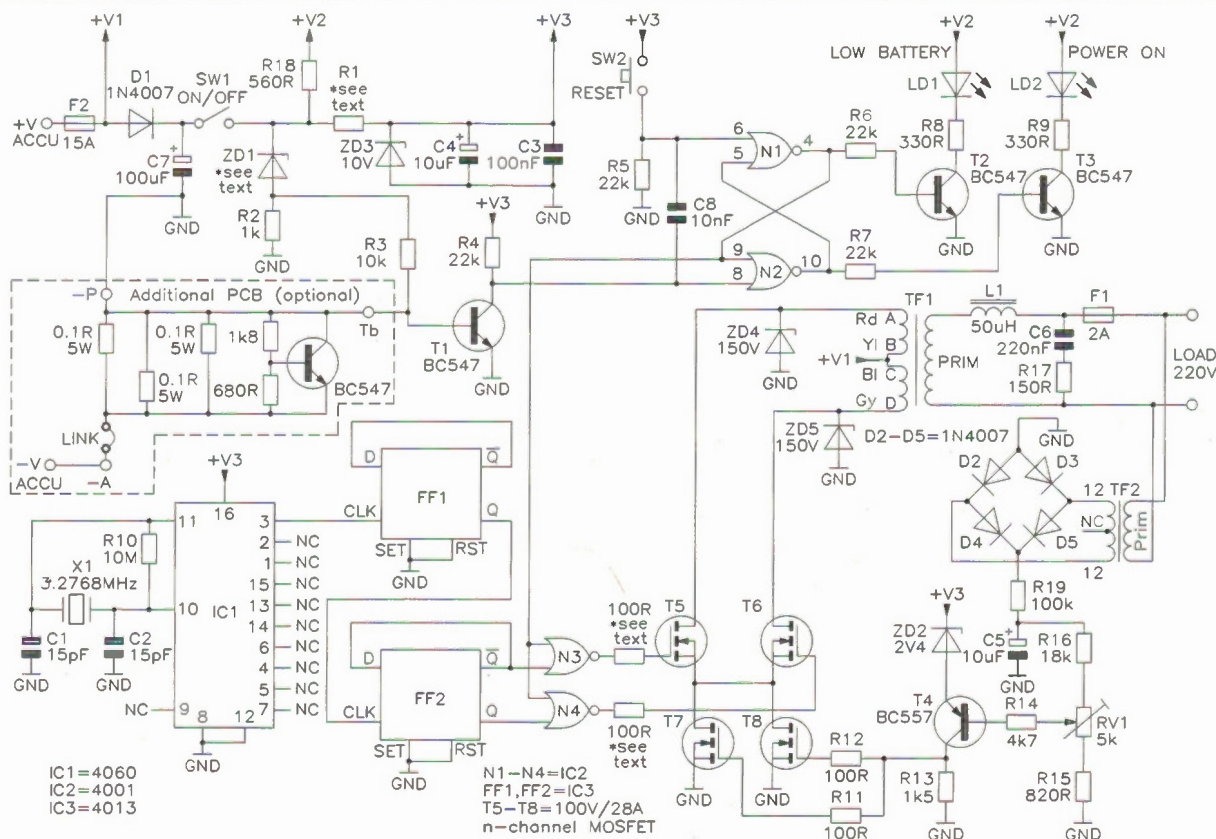 +V1
+V2
+V3
+V3
+V2
+V2
LOW BATTERY
POWER ON
D1
1N4007
SW1
ON/OFF
R18
560R
R1
*see
text
SW2
RESET
LD1
LD2
F2
15A
+V
ACCU
C7
100uF
+
ZD1
*see
text
ZD3
10V
C4
10uF
+
C3
100nF
R6
22k
R8
330R
R9
330R
6
5
N1
4
T2
BC547
T3
BC547
GND
R2
1k
GND
GND
R5
22k
GND
C8
10nF
+V3
R4
22k
R3
10k
9
8
N2
10
R7
22k
GND
GND
-P
Additional PCB (optional)
Tb
0.1R
5W
0.1R
5W
0.1R
5W
1k8
680R
BC547
LINK
-V
ACCU
-A
T1
BC547
GND
ZD4
150V
GND
TF1
Rd A
Yl B
+V1
Bl C
Gy D
PRIM
L1
50uH
F1
2A
C6
220nF
R17
150R
LOAD
220V
ZD5
150V
GND
D2-D5=1N4007
GND
D2
D3
D4
D5
12
NC
12
TF2
Prim
+V3
16
11
10
9
IC1
8
12
3
2
1
15
13
14
6
4
5
7
NC
NC
NC
NC
NC
NC
NC
NC
NC
NC
R10
10M
X1
3.2768MHz
C1
15pF
C2
15pF
GND
GND
GND
D
Q
FF1
CLK
Q
SET
RST
GND
D
Q
FF2
CLK
Q
SET
RST
GND
N3
N4
100R
*see
text
100R
*see
text
T5
T6
T7
T8
GND
GND
R12
100R
R11
100R
+V3
ZD2
2V4
T4
BC557
R13
1k5
GND
R14
4k7
R19
100k
C5
10uF
+
GND
R16
18k
RV1
5k
R15
820R
GND
IC1=4060
IC2=4001
IC3=4013
N1-N4=IC2
FF1,FF2=IC3
T5-T8=100V/28A
n-channel MOSFET